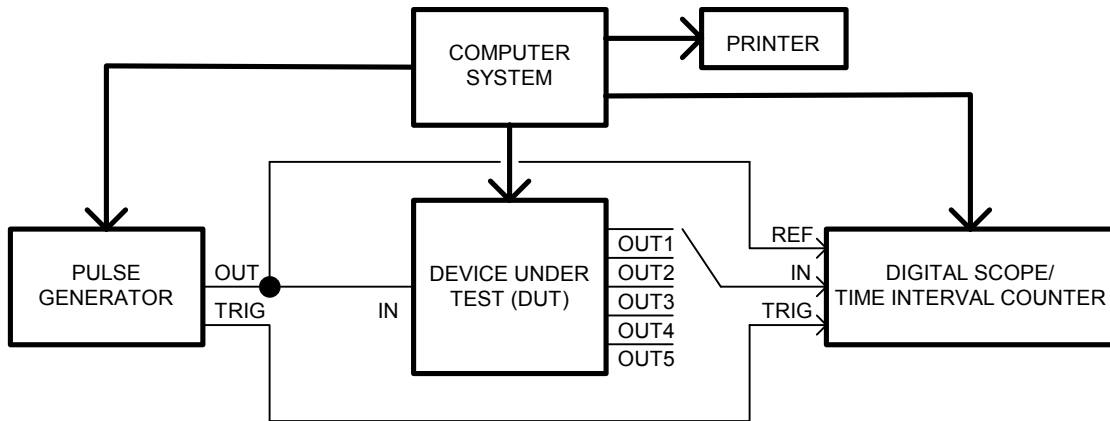 COMPUTER
SYSTEM
PRINTER
PULSE
GENERATOR
OUT
TRIG
IN
DEVICE UNDER
TEST (DUT)
OUT1
OUT2
OUT3
OUT4
OUT5
REF
IN
TRIG
DIGITAL SCOPE/
TIME INTERVAL COUNTER